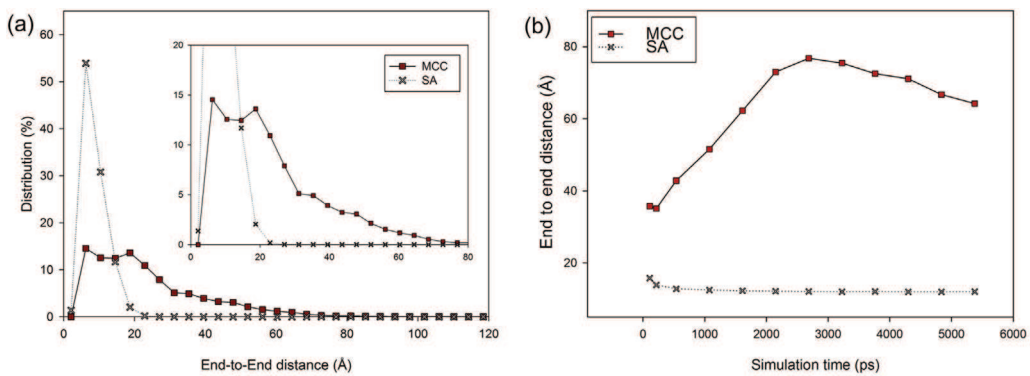 (a)
60
50
40
30
20
10
0
Distribution (%)
0 20 40 60 80 100 120
End-to-End distance (Å)
20
15
10
5
0
0 20 40 60 80
MCC
SA
(b)
80
60
40
20
End to end distance (Å)
0 1000 2000 3000 4000 5000 6000
Simulation time (ps)
MCC
SA